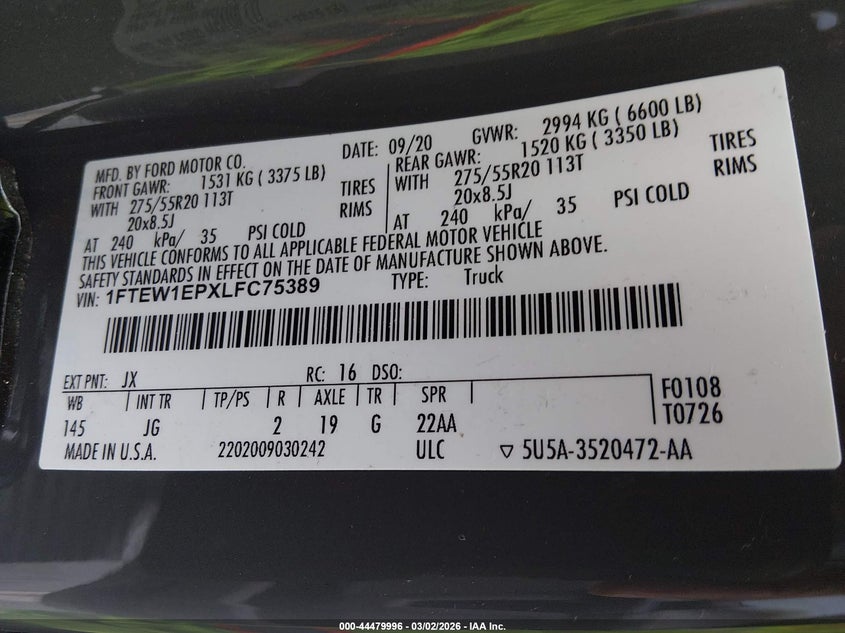 MFD. BY FORD MOTOR CO. DATE: 09/20 GVWR: 2994 KG ( 6600 LB)
FRONT GAWR: 1531 KG ( 3375 LB) REAR GAWR: 1520 KG ( 3350 LB)
WITH 275/55R20 113T TIRES WITH 275/55R20 113T TIRES
20x8.5J RIMS 20x8.5J RIMS
AT 240 kPa/ 35 PSI COLD AT 240 kPa/ 35 PSI COLD
THIS VEHICLE CONFORMS TO ALL APPLICABLE FEDERAL MOTOR VEHICLE
SAFETY STANDARDS IN EFFECT ON THE DATE OF MANUFACTURE SHOWN ABOVE.
VIN: 1FTEW1EPXLFC75389 TYPE: Truck
EXT PNT: JX RC: 16 DSO:
WB INT TR TP/PS R AXLE TR SPR F0108
145 JG 2 19 G 22AA T0726
MADE IN U.S.A. 2202009030242 ULC ▽ 5U5A-3520472-AA
000-44479996 - 03/02/2026 - IAA Inc.